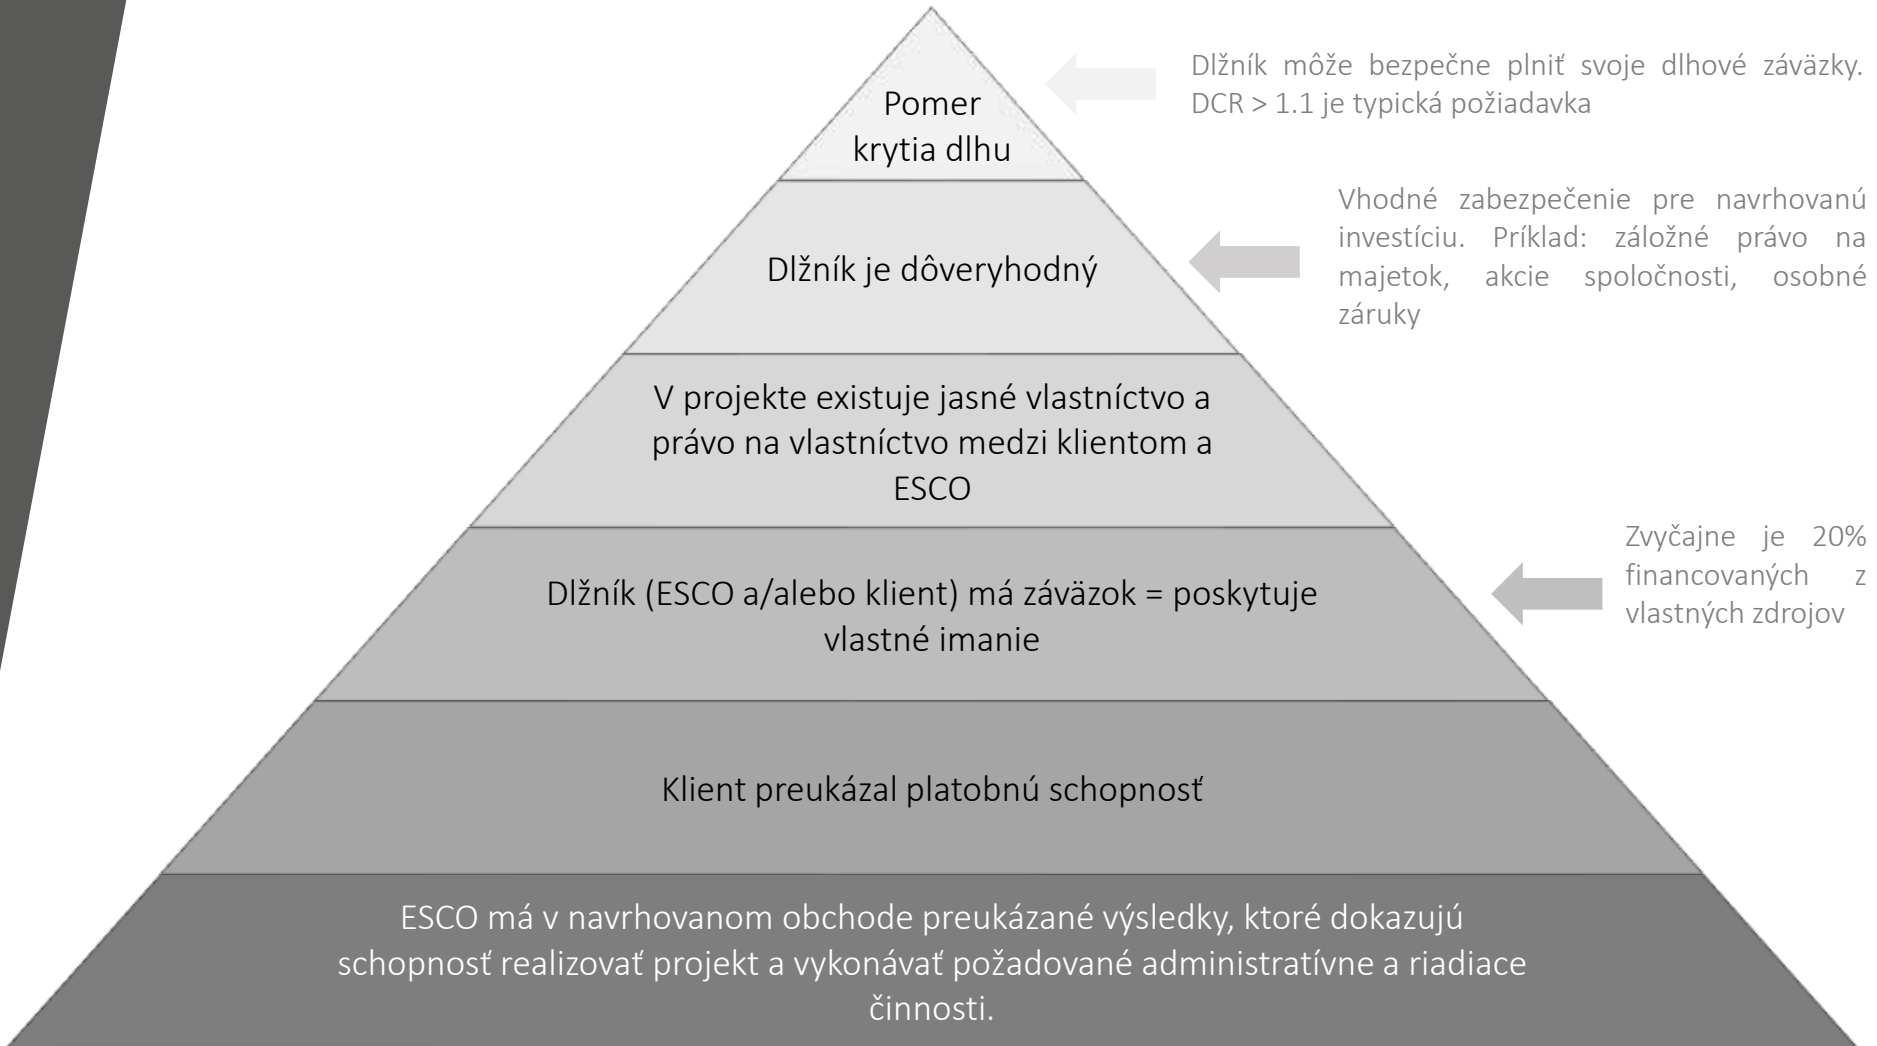 Pomer
krytia dlhu
Dlžník môže bezpečne plniť svoje dlhové záväzky.
DCR > 1.1 je typická požiadavka
Dlžník je dôveryhodný
Vhodné zabezpečenie pre navrhovanú
investíciu. Príklad: záložné právo na
majetok, akcie spoločnosti, osobné
záruky
V projekte existuje jasné vlastníctvo a
právo na vlastníctvo medzi klientom a
ESCO
Dlžník (ESCO a/alebo klient) má záväzok = poskytuje
vlastné imanie
Zvyčajne je 20%
financovaných z
vlastných zdrojov
Klient preukázal platobnú schopnosť
ESCO má v navrhovanom obchode preukázané výsledky, ktoré dokazujú
schopnosť realizovať projekt a vykonávať požadované administratívne a riadiace
činnosti.